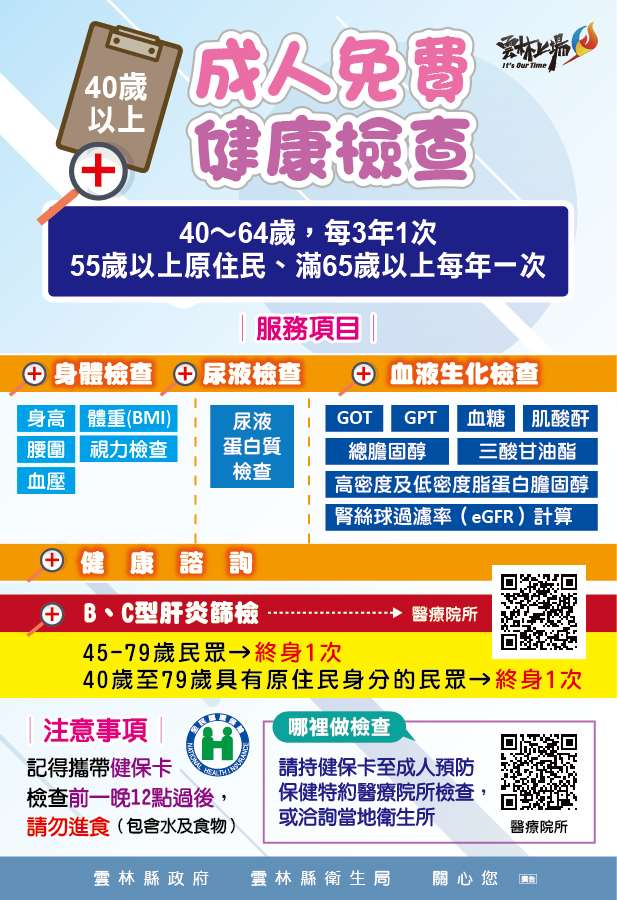 40歲
以上
成人免費
健康檢查
雲林上場
It's Our Time
40～64歲，每3年1次
55歲以上原住民、滿65歲以上每年一次
服務項目
身體檢查
尿液檢查
血液生化檢查
身高 體重(BMI)
腰圍 視力檢查
血壓
尿液
蛋白質
檢查
GOT GPT 血糖 肌酸酐
總膽固醇 三酸甘油酯
高密度及低密度脂蛋白膽固醇
腎絲球過濾率（eGFR）計算
健康諮詢
B、C型肝炎篩檢 醫療院所
45-79歲民眾→終身1次
40歲至79歲具有原住民身分的民眾→終身1次
注意事項
全民健康保險
NATIONAL HEALTH INSURANCE
記得攜帶健保卡
檢查前一晚12點過後，
請勿進食（包含水及食物）
哪裡做檢查
請持健保卡至成人預防
保健特約醫療院所檢查，
或洽詢當地衛生所
醫療院所
雲林縣政府 雲林縣衛生局 關心您 廣告